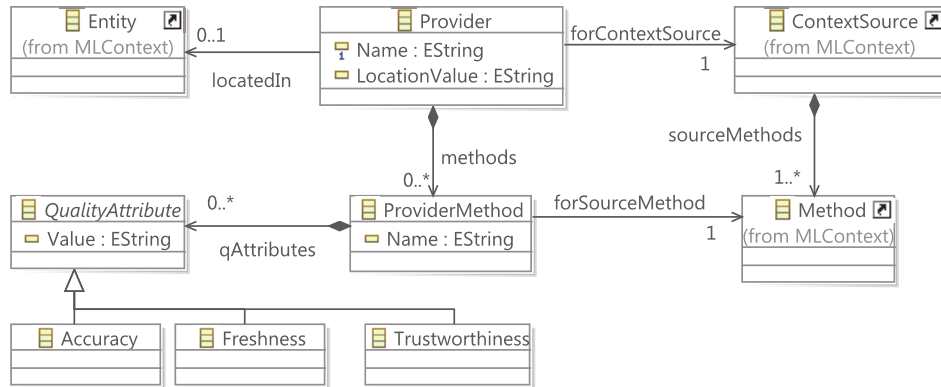 Entity
(from MLContext)
0..1
locatedIn
Provider
1 Name : EString
LocationValue : EString
forContextSource
1
ContextSource
(from MLContext)
methods
0..*
sourceMethods
1..*
QualityAttribute
Value : EString
0..*
qAttributes
ProviderMethod
Name : EString
forSourceMethod
1
Method
(from MLContext)
Accuracy
Freshness
Trustworthiness